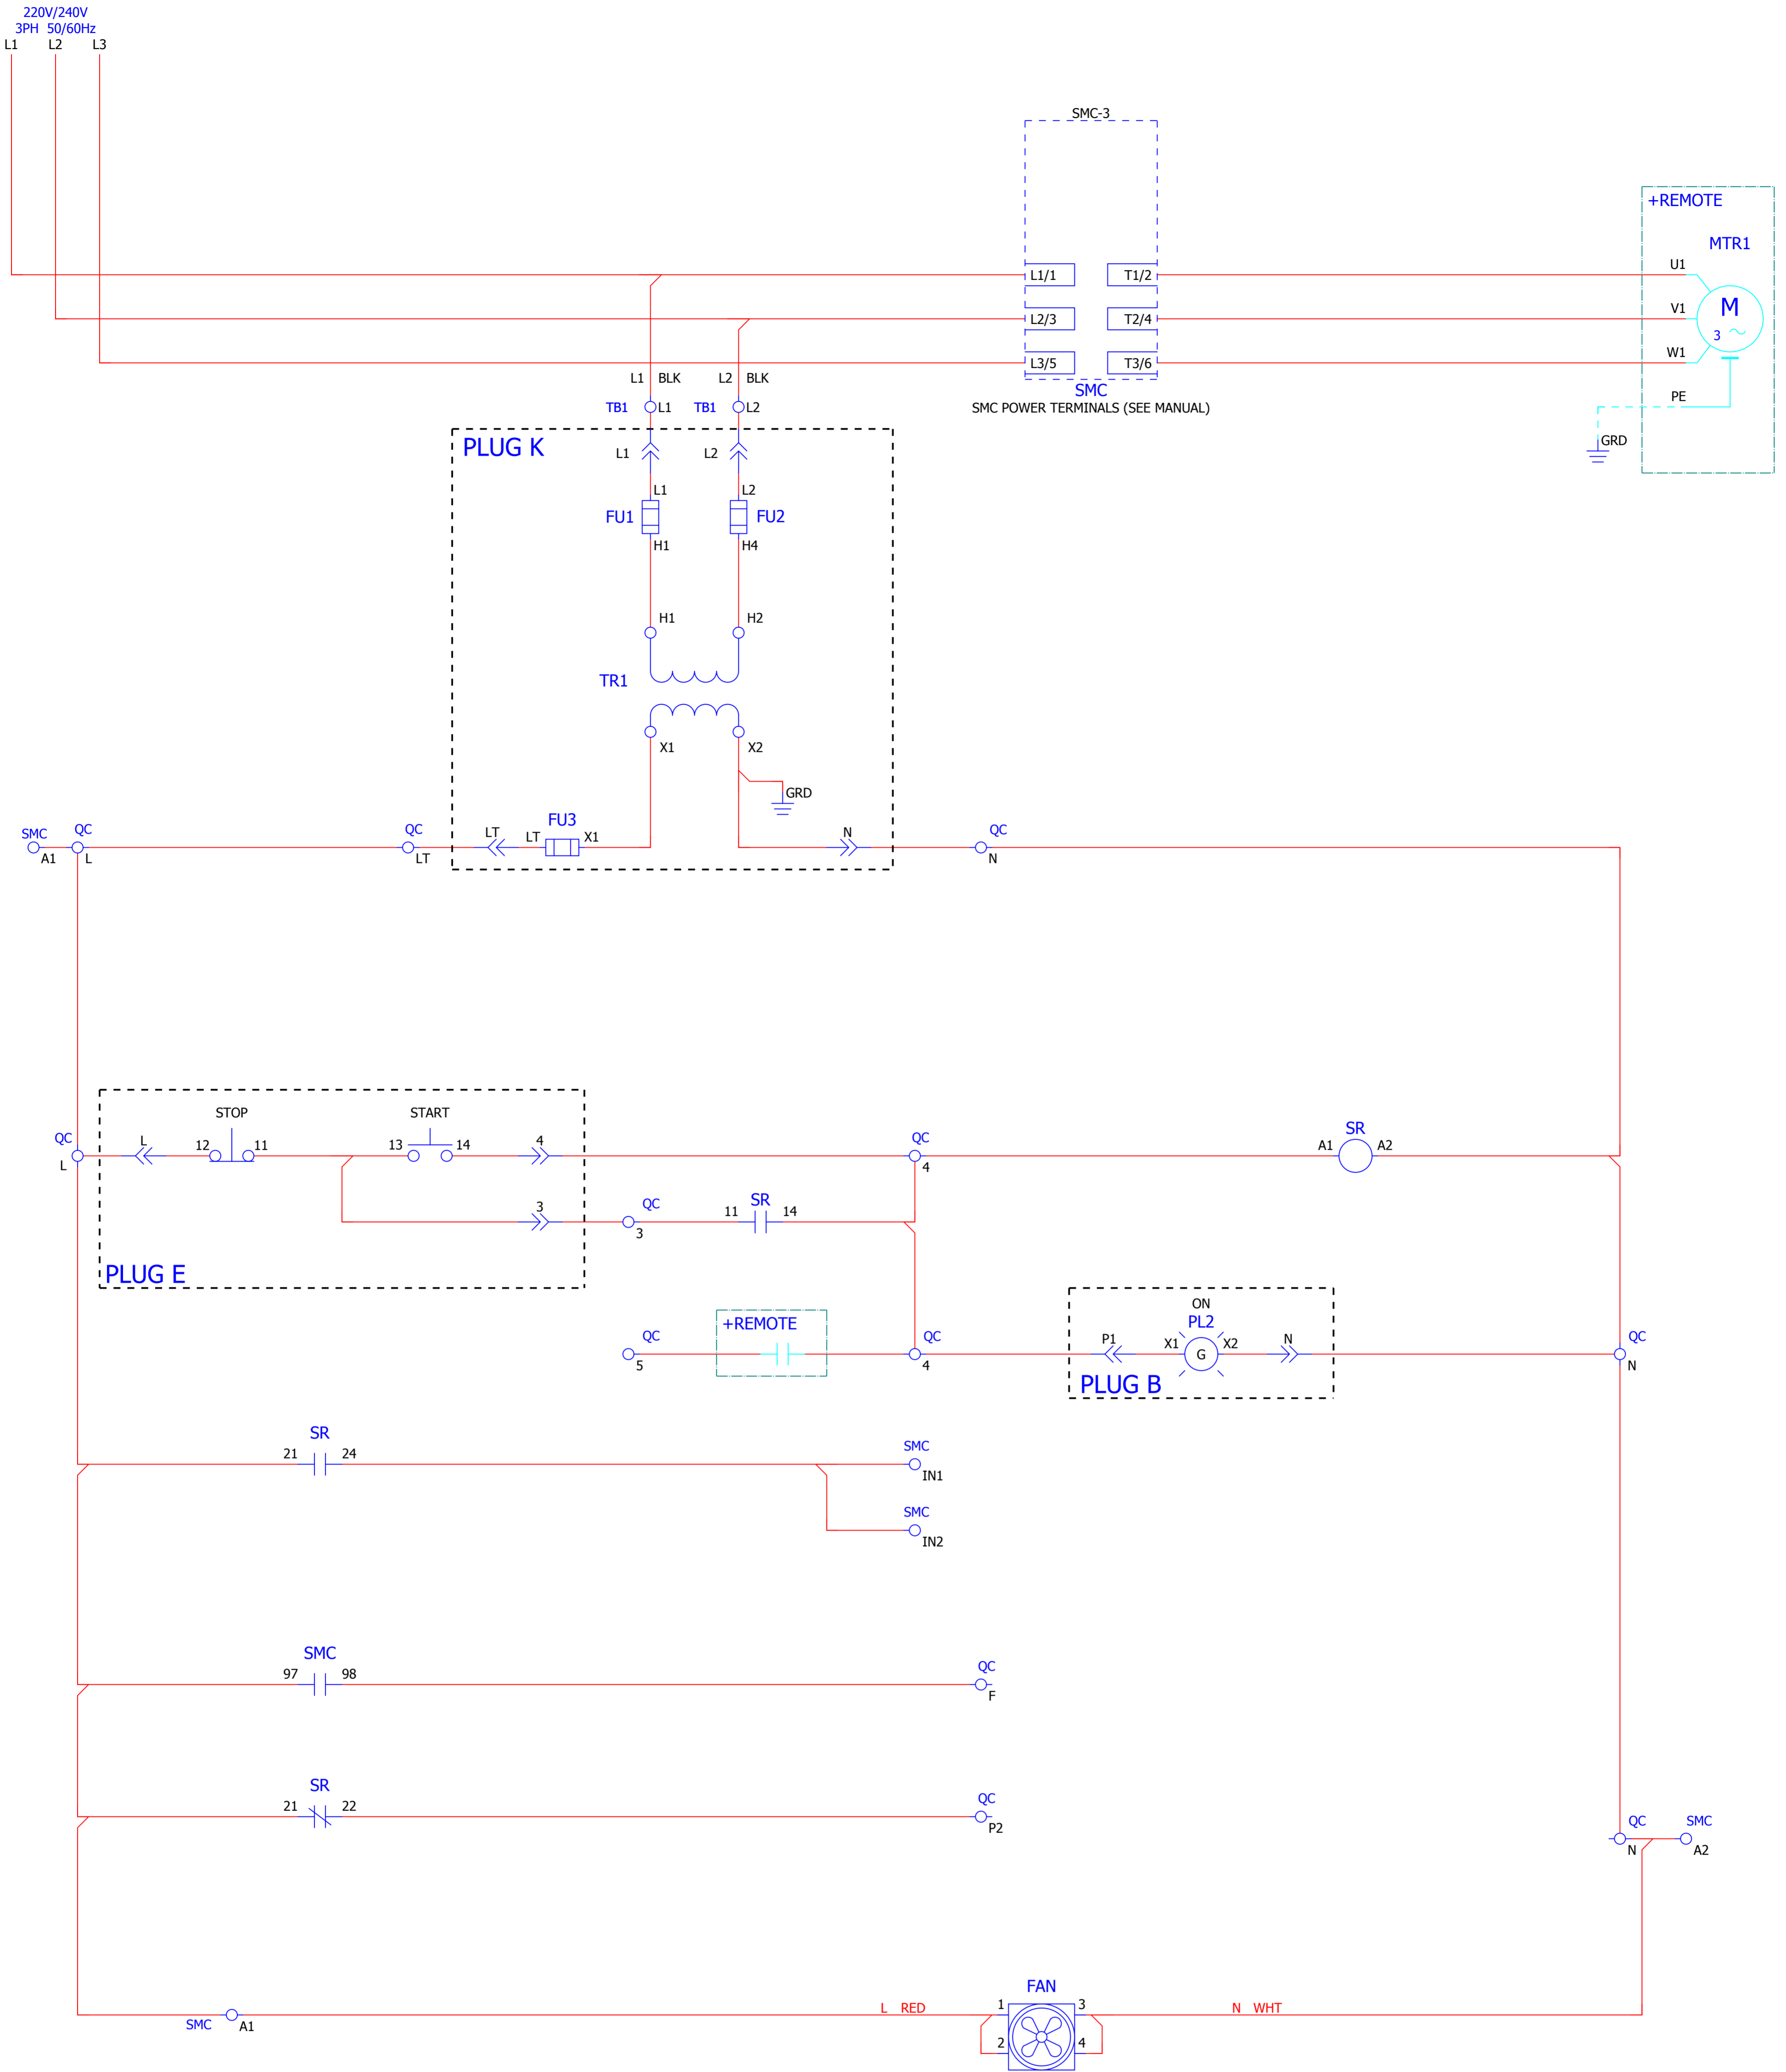 220V/240V
3PH 50/60Hz
L1 L2 L3
SMC-3
+REMOTE
MTR1
U1
L1/1 T1/2
V1 M
3
L2/3 T2/4
W1
L3/5 T3/6
L1 BLK L2 BLK
SMC
PE
TB1 L1 TB1 L2
SMC POWER TERMINALS (SEE MANUAL)
GRD
PLUG K
L1 L2
L1 L2
FU1 FU2
H1 H4
H1 H2
TR1
X1 X2
GRD
FU3
SMC QC QC LT LT X1 N QC
A1 L LT N
STOP START
QC L 12 11 13 14 4 QC SR
A1 A2
L 4
3 QC 11 SR 14
3
PLUG E
ON
+REMOTE PL2
QC QC P1 X1 X2 N QC
G
5 4 N
PLUG B
SR
21 24 SMC
IN1
SMC
IN2
SMC
97 98 QC
F
SR
21 22 QC
P2
QC SMC
N A2
FAN
L RED 1 3 N WHT
SMC A1
2 4